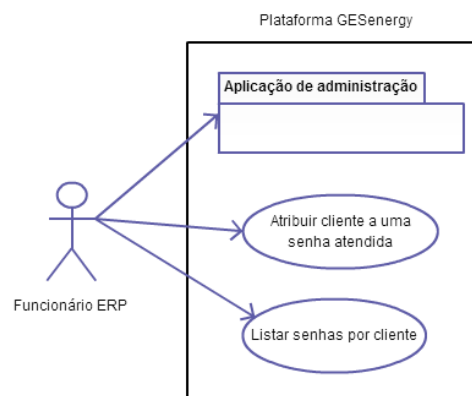 Plataforma GESenergy
Aplicação de administração
Atribuir cliente a uma
senha atendida
Funcionário ERP
Listar senhas por cliente